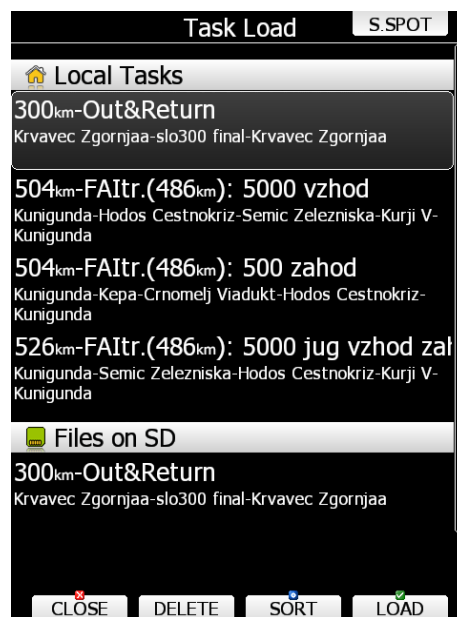 Task Load
S.SPOT
Local Tasks
300km-Out&Return
Krvavec Zgornjaa-slo300 final-Krvavec Zgornjaa
504km-FAItr.(486km): 5000 vzhod
Kunigunda-Hodos Cestnokriz-Semic Zelezniska-Kurji V-
Kunigunda
504km-FAItr.(486km): 500 zahod
Kunigunda-Kepa-Crnomelj Viadukt-Hodos Cestnokriz-
Kunigunda
526km-FAItr.(486km): 5000 jug vzhod zah
Kunigunda-Semic Zelezniska-Hodos Cestnokriz-Kurji V-
Kunigunda
Files on SD
300km-Out&Return
Krvavec Zgornjaa-slo300 final-Krvavec Zgornjaa
CLOSE DELETE SORT LOAD